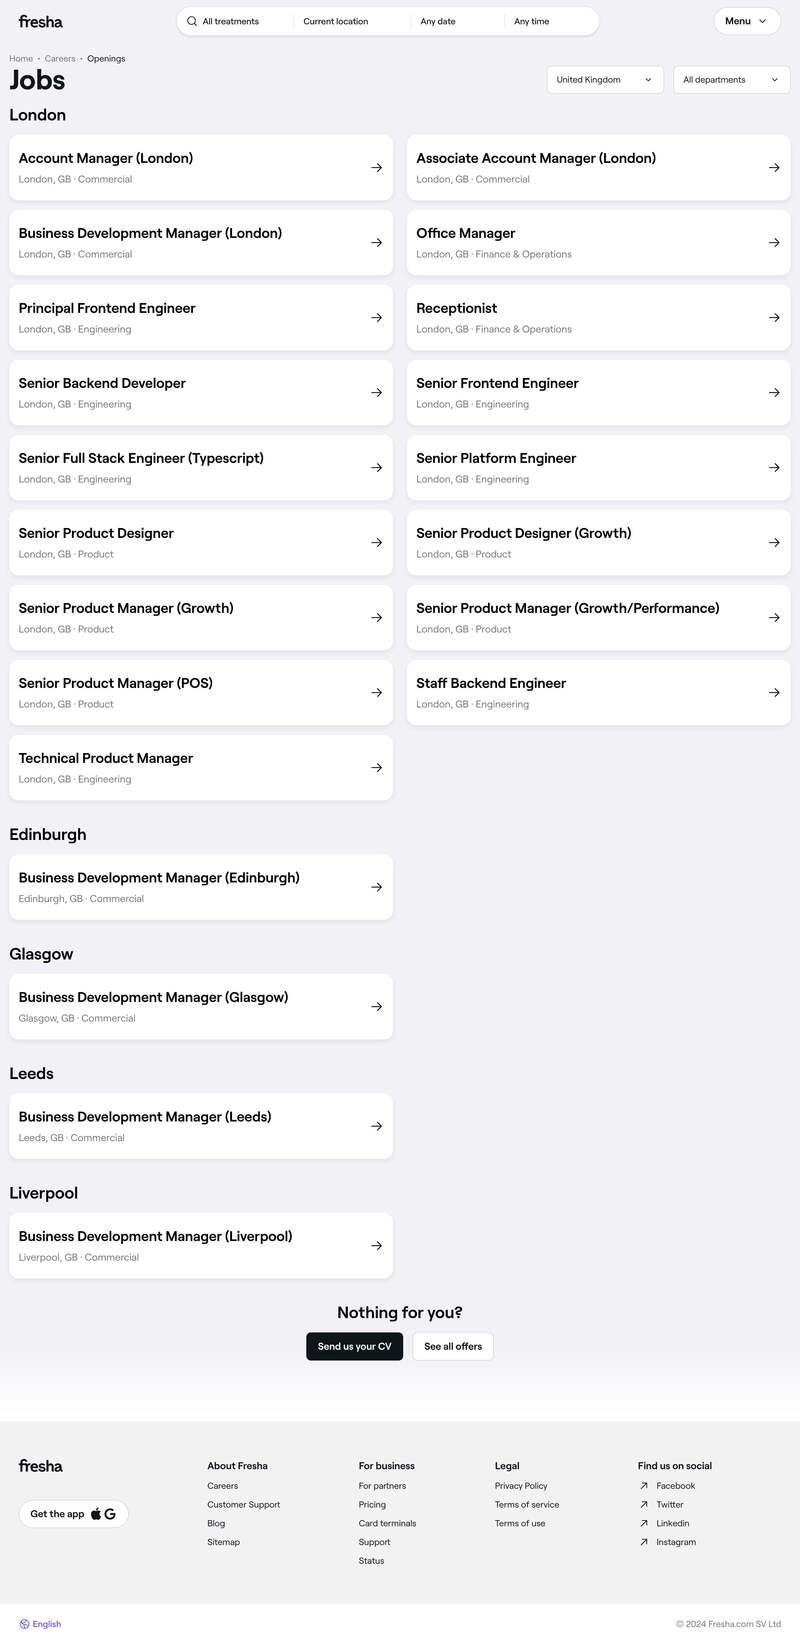 fresha
All treatments
Current location
Any date
Any time
Menu
Home • Careers • Openings
Jobs
United Kingdom
All departments
London
Account Manager (London)
London, GB · Commercial
Associate Account Manager (London)
London, GB · Commercial
Business Development Manager (London)
London, GB · Commercial
Office Manager
London, GB · Finance & Operations
Principal Frontend Engineer
London, GB · Engineering
Receptionist
London, GB · Finance & Operations
Senior Backend Developer
London, GB · Engineering
Senior Frontend Engineer
London, GB · Engineering
Senior Full Stack Engineer (Typescript)
London, GB · Engineering
Senior Platform Engineer
London, GB · Engineering
Senior Product Designer
London, GB · Product
Senior Product Designer (Growth)
London, GB · Product
Senior Product Manager (Growth)
London, GB · Product
Senior Product Manager (Growth/Performance)
London, GB · Product
Senior Product Manager (POS)
London, GB · Product
Staff Backend Engineer
London, GB · Engineering
Technical Product Manager
London, GB · Engineering
Edinburgh
Business Development Manager (Edinburgh)
Edinburgh, GB · Commercial
Glasgow
Business Development Manager (Glasgow)
Glasgow, GB · Commercial
Leeds
Business Development Manager (Leeds)
Leeds, GB · Commercial
Liverpool
Business Development Manager (Liverpool)
Liverpool, GB · Commercial
Nothing for you?
Send us your CV
See all offers
fresha
Get the app
About Fresha
Careers
Customer Support
Blog
Sitemap
For business
For partners
Pricing
Card terminals
Support
Status
Legal
Privacy Policy
Terms of service
Terms of use
Find us on social
Facebook
Twitter
Linkedin
Instagram
English
© 2024 Fresha.com SV Ltd